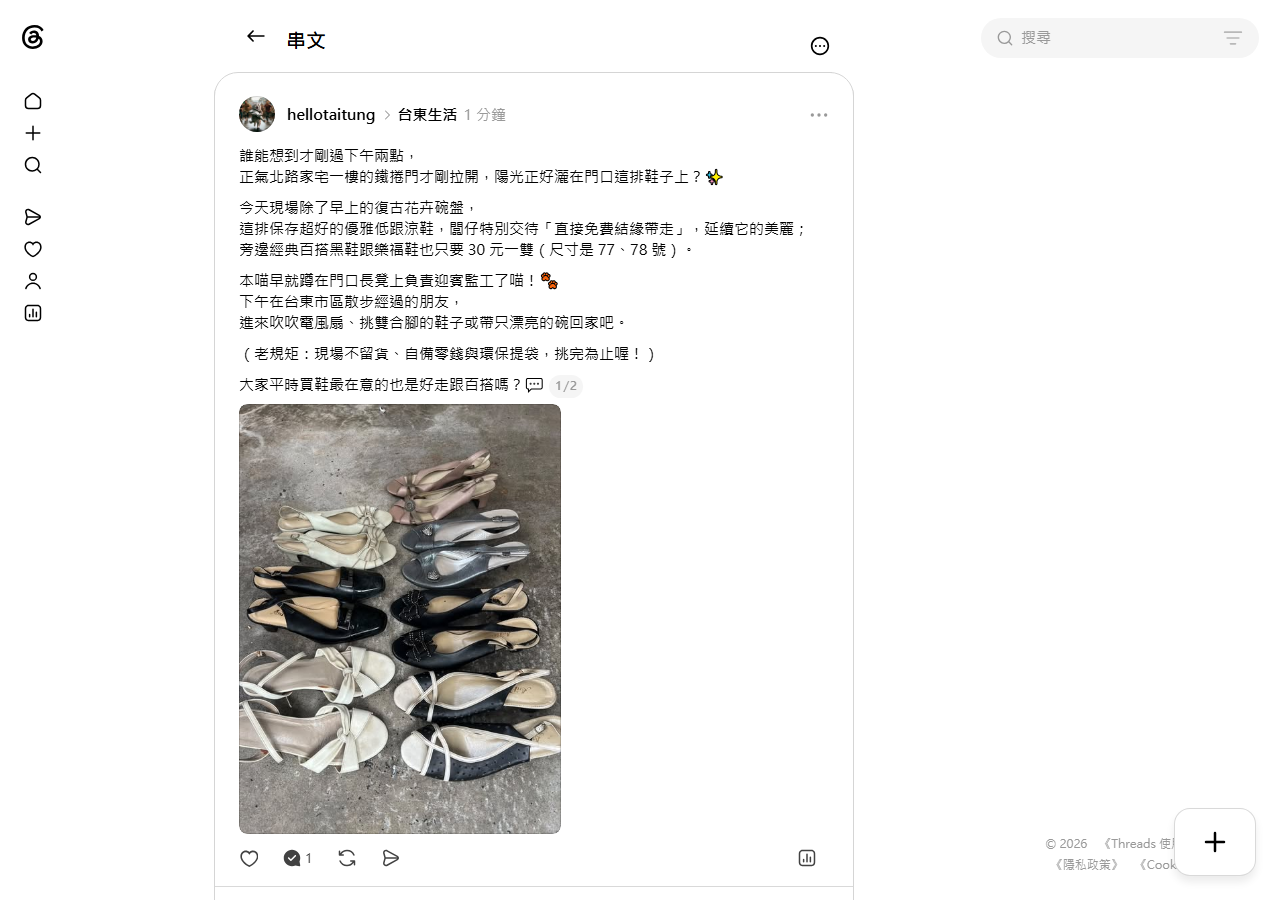 串文
搜尋
hellotaitung > 台東生活 1 分鐘
誰能想到才剛過下午兩點，
正氣北路家宅一樓的鐵捲門才剛拉開，陽光正好灑在門口這排鞋子上？✨
今天現場除了早上的復古花卉碗盤，
這排保存超好的優雅低跟涼鞋，闆仔特別交待「直接免費結緣帶走」，延續它的美麗；
旁邊經典百搭黑鞋跟樂福鞋也只要 30 元一雙（尺寸是 77、78 號）。
本喵早就蹲在門口長凳上負責迎賓監工了喵！🐾
下午在台東市區散步經過的朋友，
進來吹吹電風扇、挑雙合腳的鞋子或帶只漂亮的碗回家吧。
（老規矩：現場不留貨、自備零錢與環保提袋，挑完為止喔！）
大家平時買鞋最在意的也是好走跟百搭嗎？💬 1/2
1
© 2026 《Threads 使
《隱私政策》 《Cook